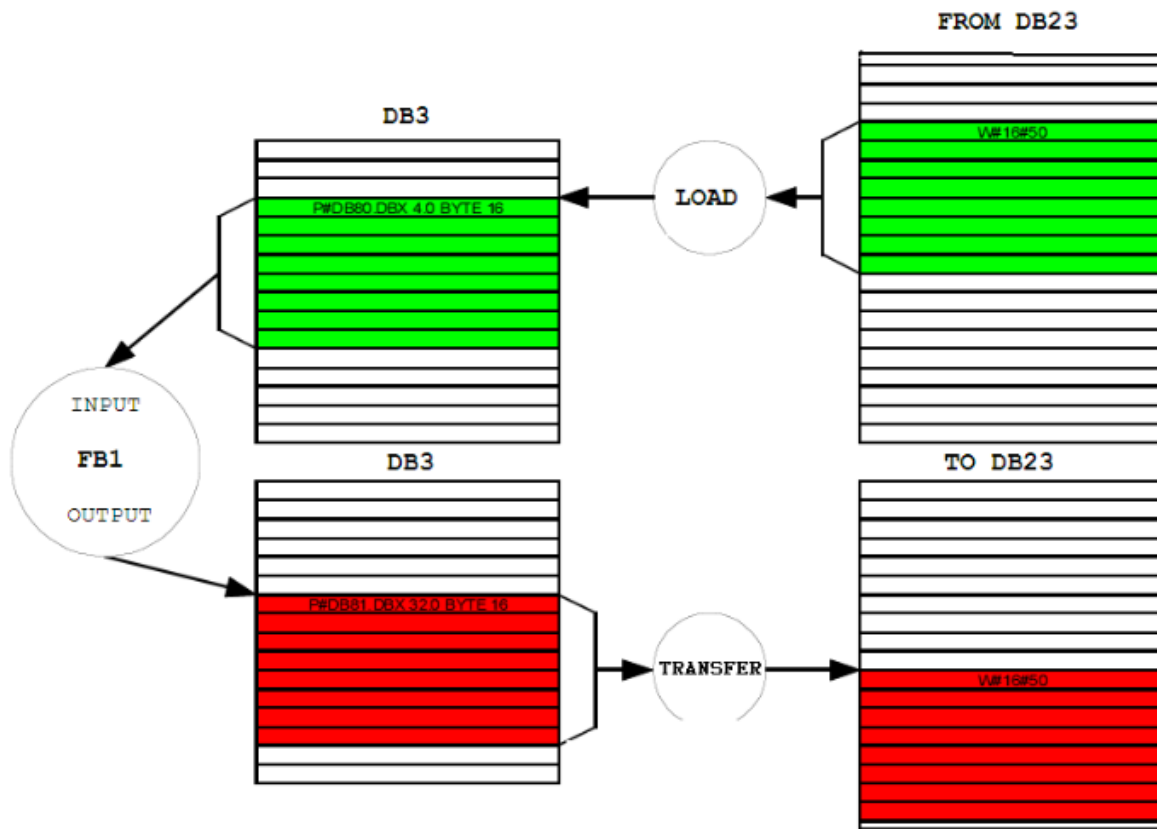 FROM DB23
DB3
W#16#50
LOAD
P#DB80.DBX 4.0 BYTE 16
INPUT
FB1
OUTPUT
DB3
TO DB23
P#DB81.DBX 32.0 BYTE 16
TRANSFER
W#16#50